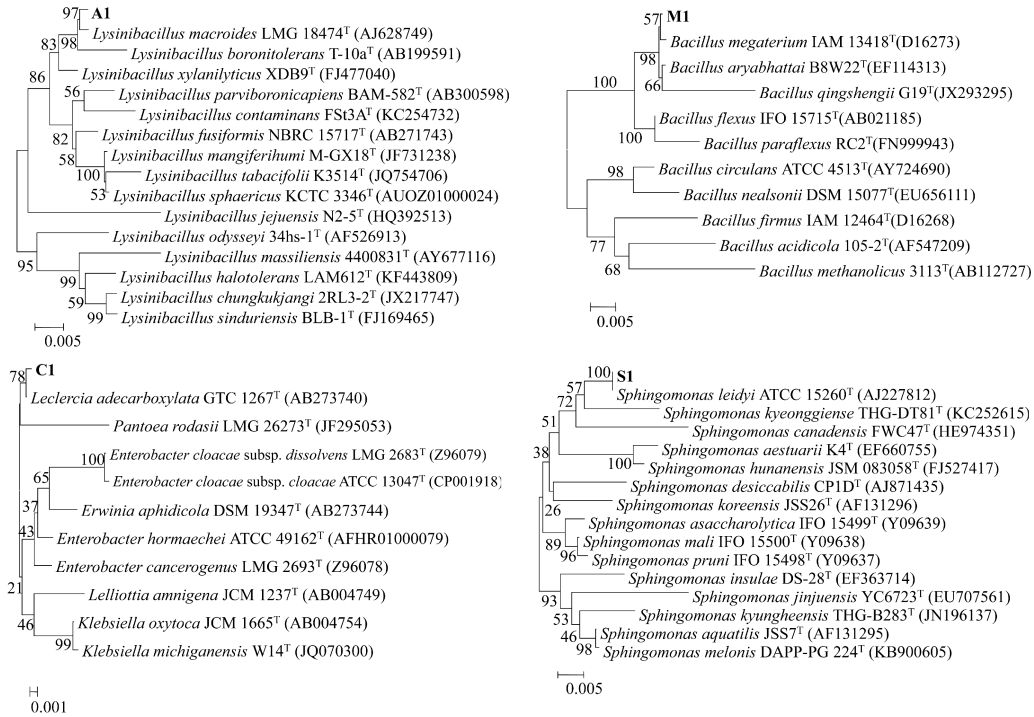 A1
97
Lysinibacillus macroides LMG 18474T (AJ628749)
83
98
Lysinibacillus boronitolerans T-10aT (AB199591)
86
Lysinibacillus xylanilyticus XDB9T (FJ477040)
56
Lysinibacillus parviboronicapiens BAM-582T (AB300598)
Lysinibacillus contaminans FSt3AT (KC254732)
82
Lysinibacillus fusiformis NBRC 15717T (AB271743)
58
Lysinibacillus mangiferihumi M-GX18T (JF731238)
100
Lysinibacillus tabacifolii K3514T (JQ754706)
53
Lysinibacillus sphaericus KCTC 3346T (AUOZ01000024)
Lysinibacillus jejuensis N2-5T (HQ392513)
Lysinibacillus odysseyi 34hs-1T (AF526913)
95
Lysinibacillus massiliensis 4400831T (AY677116)
99
Lysinibacillus halotolerans LAM612T (KF443809)
59
Lysinibacillus chungkukjangi 2RL3-2T (JX217747)
99
Lysinibacillus sinduriensis BLB-1T (FJ169465)
0.005
57
M1
Bacillus megaterium IAM 13418T(D16273)
98
Bacillus aryabhattai B8W22T(EF114313)
100
66
Bacillus qingshengii G19T(JX293295)
Bacillus flexus IFO 15715T(AB021185)
100
Bacillus paraflexus RC2T(FN999943)
98
Bacillus circulans ATCC 4513T(AY724690)
Bacillus nealsonii DSM 15077T(EU656111)
Bacillus firmus IAM 12464T(D16268)
77
Bacillus acidicola 105-2T(AF547209)
68
Bacillus methanolicus 3113T(AB112727)
0.005
C1
78
Leclercia adecarboxylata GTC 1267T (AB273740)
Pantoea rodasii LMG 26273T (JF295053)
100
Enterobacter cloacae subsp. dissolvens LMG 2683T (Z96079)
65
Enterobacter cloacae subsp. cloacae ATCC 13047T (CP001918)
37
Erwinia aphidicola DSM 19347T (AB273744)
43
Enterobacter hormaechei ATCC 49162T (AFHR01000079)
Enterobacter cancerogenus LMG 2693T (Z96078)
21
Lelliottia amnigena JCM 1237T (AB004749)
46
Klebsiella oxytoca JCM 1665T (AB004754)
99
Klebsiella michiganensis W14T (JQ070300)
0.001
100
S1
57
Sphingomonas leidyi ATCC 15260T (AJ227812)
72
Sphingomonas kyeonggiense THG-DT81T (KC252615)
51
Sphingomonas canadensis FWC47T (HE974351)
38
Sphingomonas aestuarii K4T (EF660755)
100
Sphingomonas hunanensis JSM 083058T (FJ527417)
Sphingomonas desiccabilis CP1DT (AJ871435)
Sphingomonas koreensis JSS26T (AF131296)
26
Sphingomonas asaccharolytica IFO 15499T (Y09639)
89
Sphingomonas mali IFO 15500T (Y09638)
96
Sphingomonas pruni IFO 15498T (Y09637)
Sphingomonas insulae DS-28T (EF363714)
93
Sphingomonas jinjuensis YC6723T (EU707561)
53
Sphingomonas kyungheensis THG-B283T (JN196137)
46
Sphingomonas aquatilis JSS7T (AF131295)
98
Sphingomonas melonis DAPP-PG 224T (KB900605)
0.005